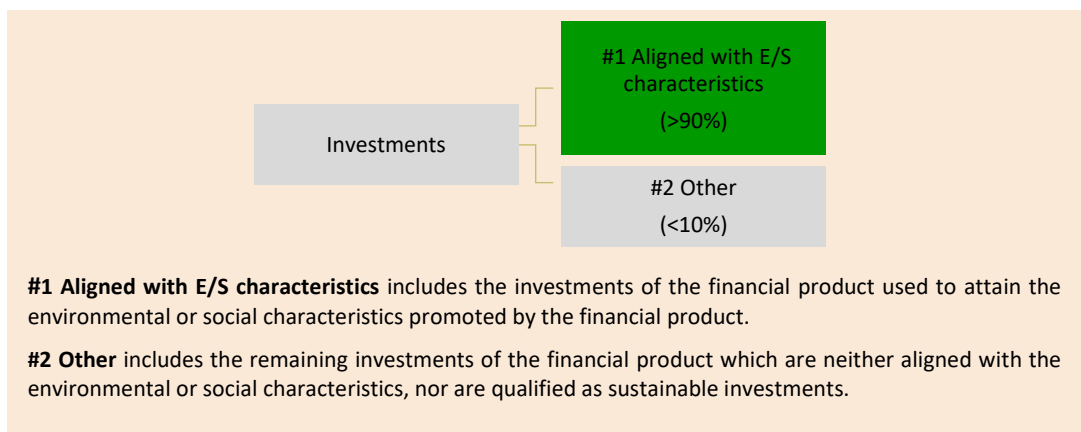 #1 Aligned with E/S
characteristics
(>90%)
Investments
#2 Other
(<10%)
#1 Aligned with E/S characteristics includes the investments of the financial product used to attain the
environmental or social characteristics promoted by the financial product.
#2 Other includes the remaining investments of the financial product which are neither aligned with the
environmental or social characteristics, nor are qualified as sustainable investments.